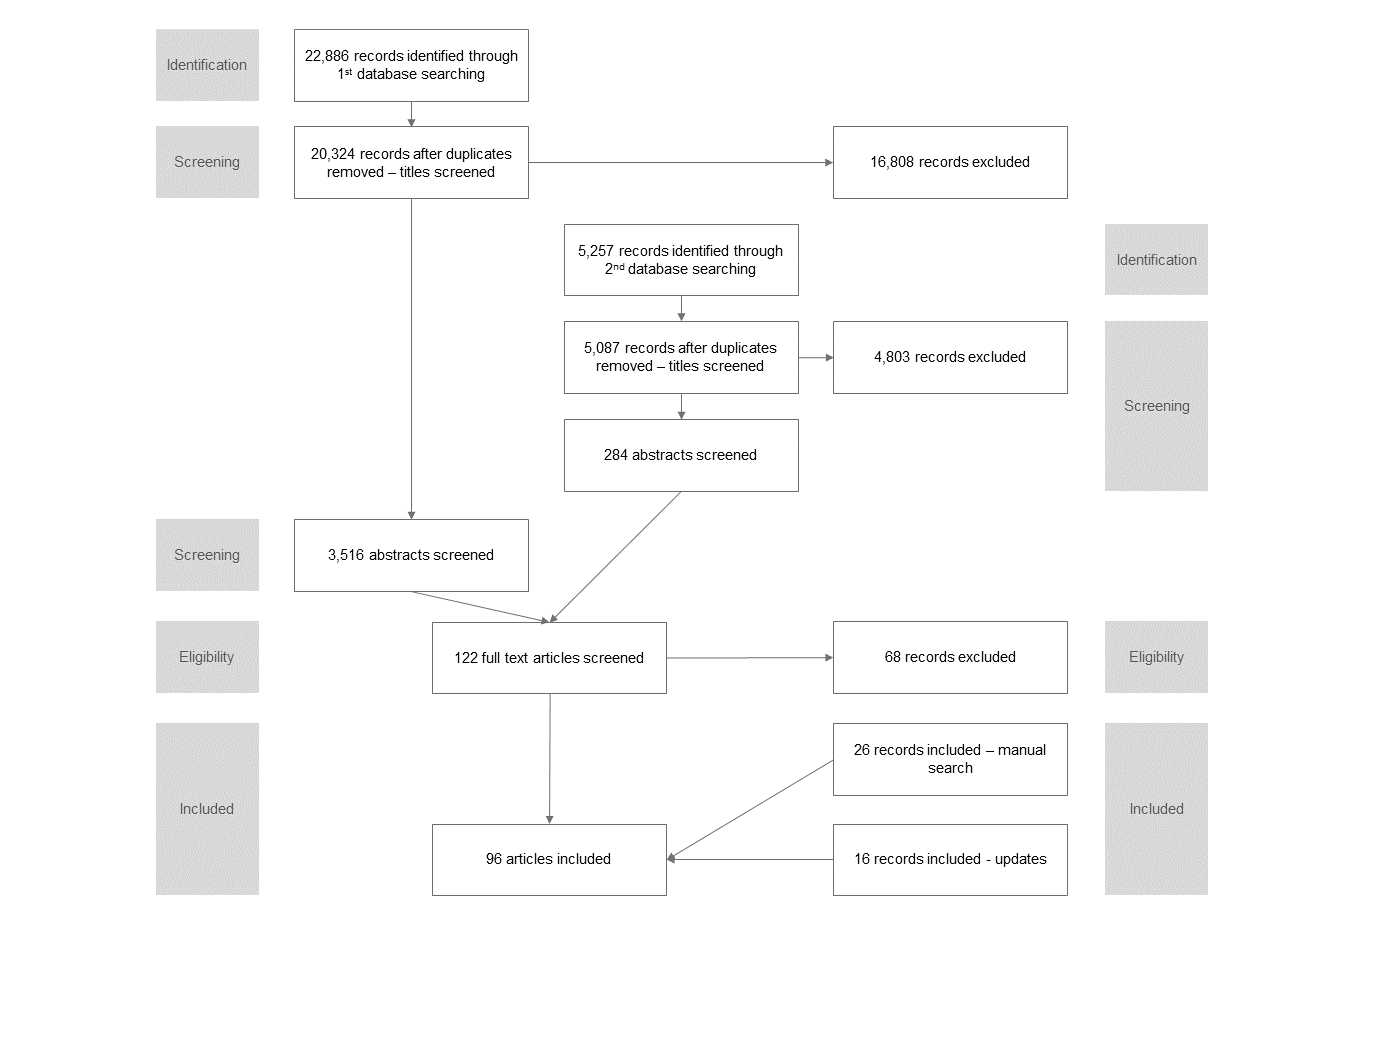 Identification
22,886 records identified through
1st database searching
Screening
20,324 records after duplicates
removed – titles screened
16,808 records excluded
5,257 records identified through
2nd database searching
Identification
5,087 records after duplicates
removed – titles screened
4,803 records excluded
Screening
284 abstracts screened
Screening
3,516 abstracts screened
Eligibility
122 full text articles screened
68 records excluded
Eligibility
26 records included – manual
search
Included
Included
96 articles included
16 records included - updates